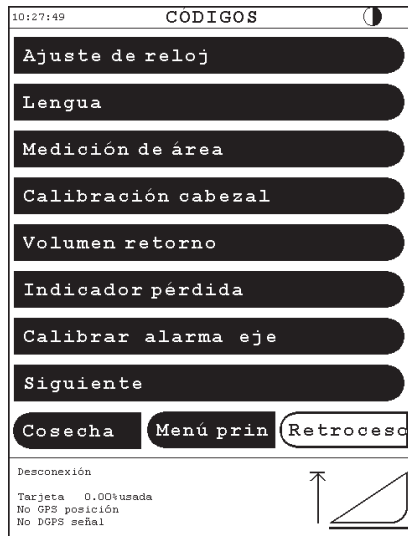 10:27:49 CÓDIGOS
Ajuste de reloj
Lengua
Medición de área
Calibración cabezal
Volumen retorno
Indicador pérdida
Calibrar alarma eje
Siguiente
Cosecha Menú prin Retroceso
Desconexión
Tarjeta 0.00%usada
No GPS posición
No DGPS señal